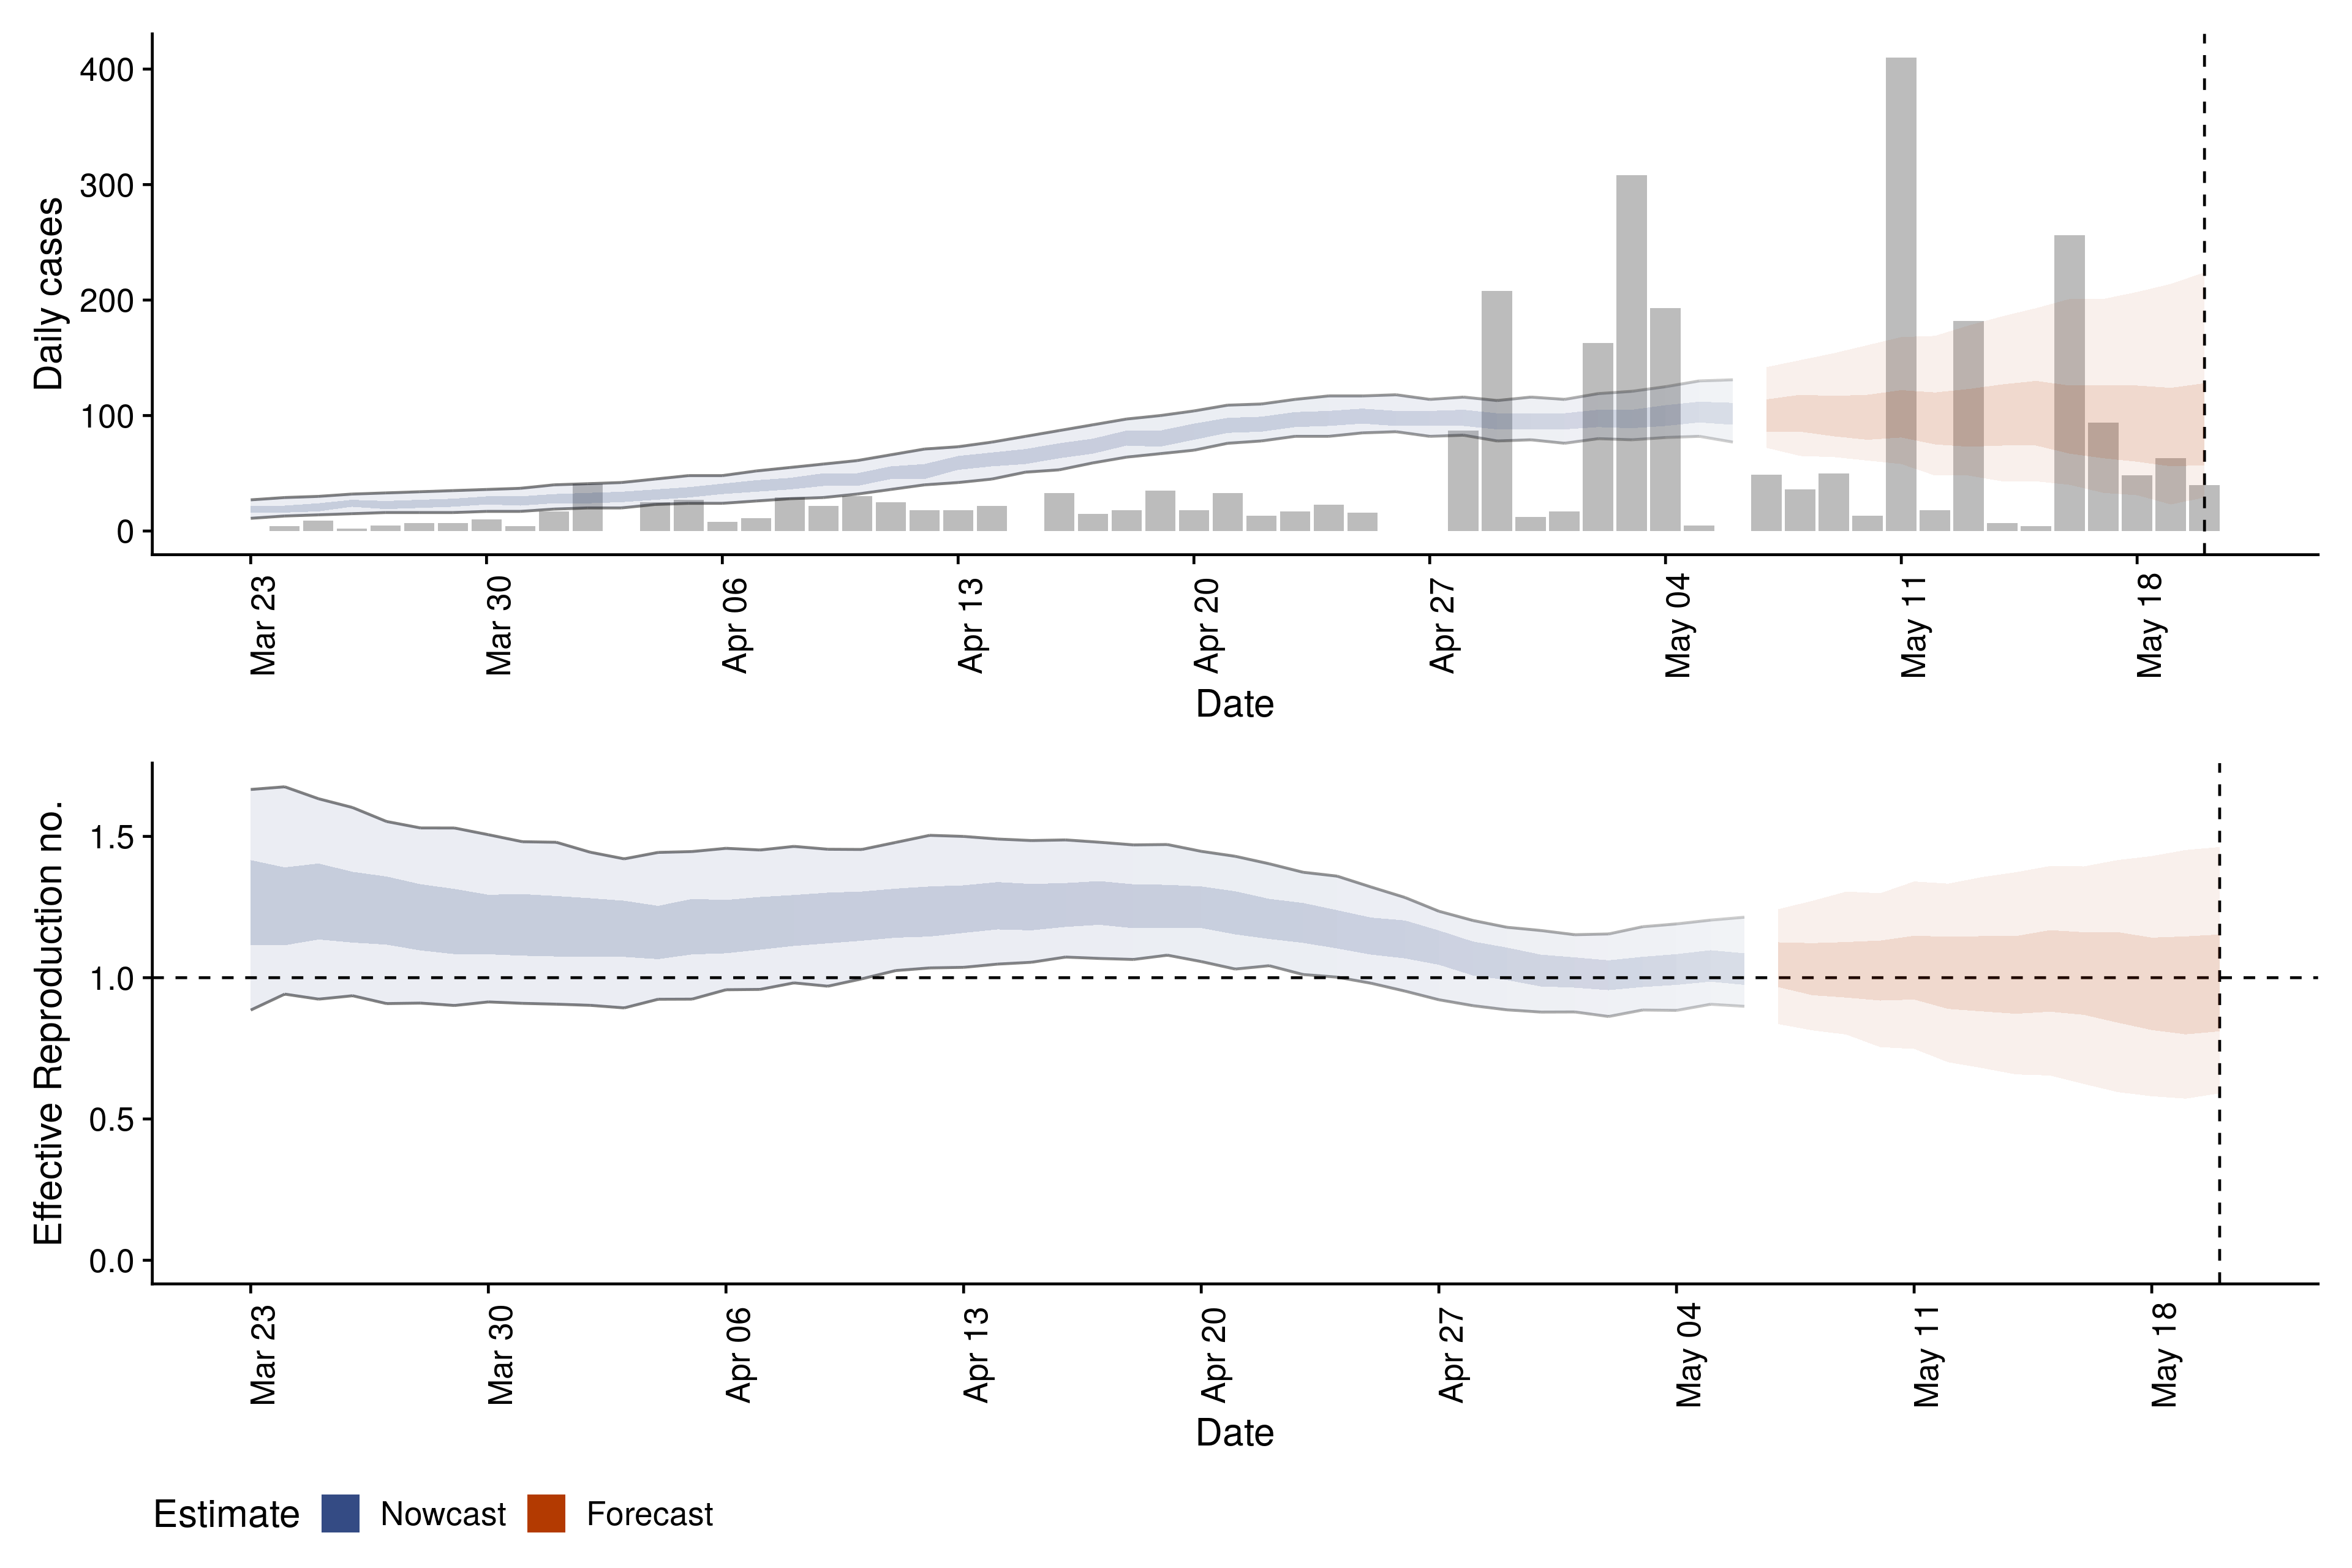 400
300
200
100
0
Daily cases
Mar 23
Mar 30
Apr 06
Apr 13
Apr 20
Apr 27
May 04
May 11
May 18
Date
1.5
1.0
0.5
0.0
Effective Reproduction no.
Mar 23
Mar 30
Apr 06
Apr 13
Apr 20
Apr 27
May 04
May 11
May 18
Date
Estimate Nowcast Forecast